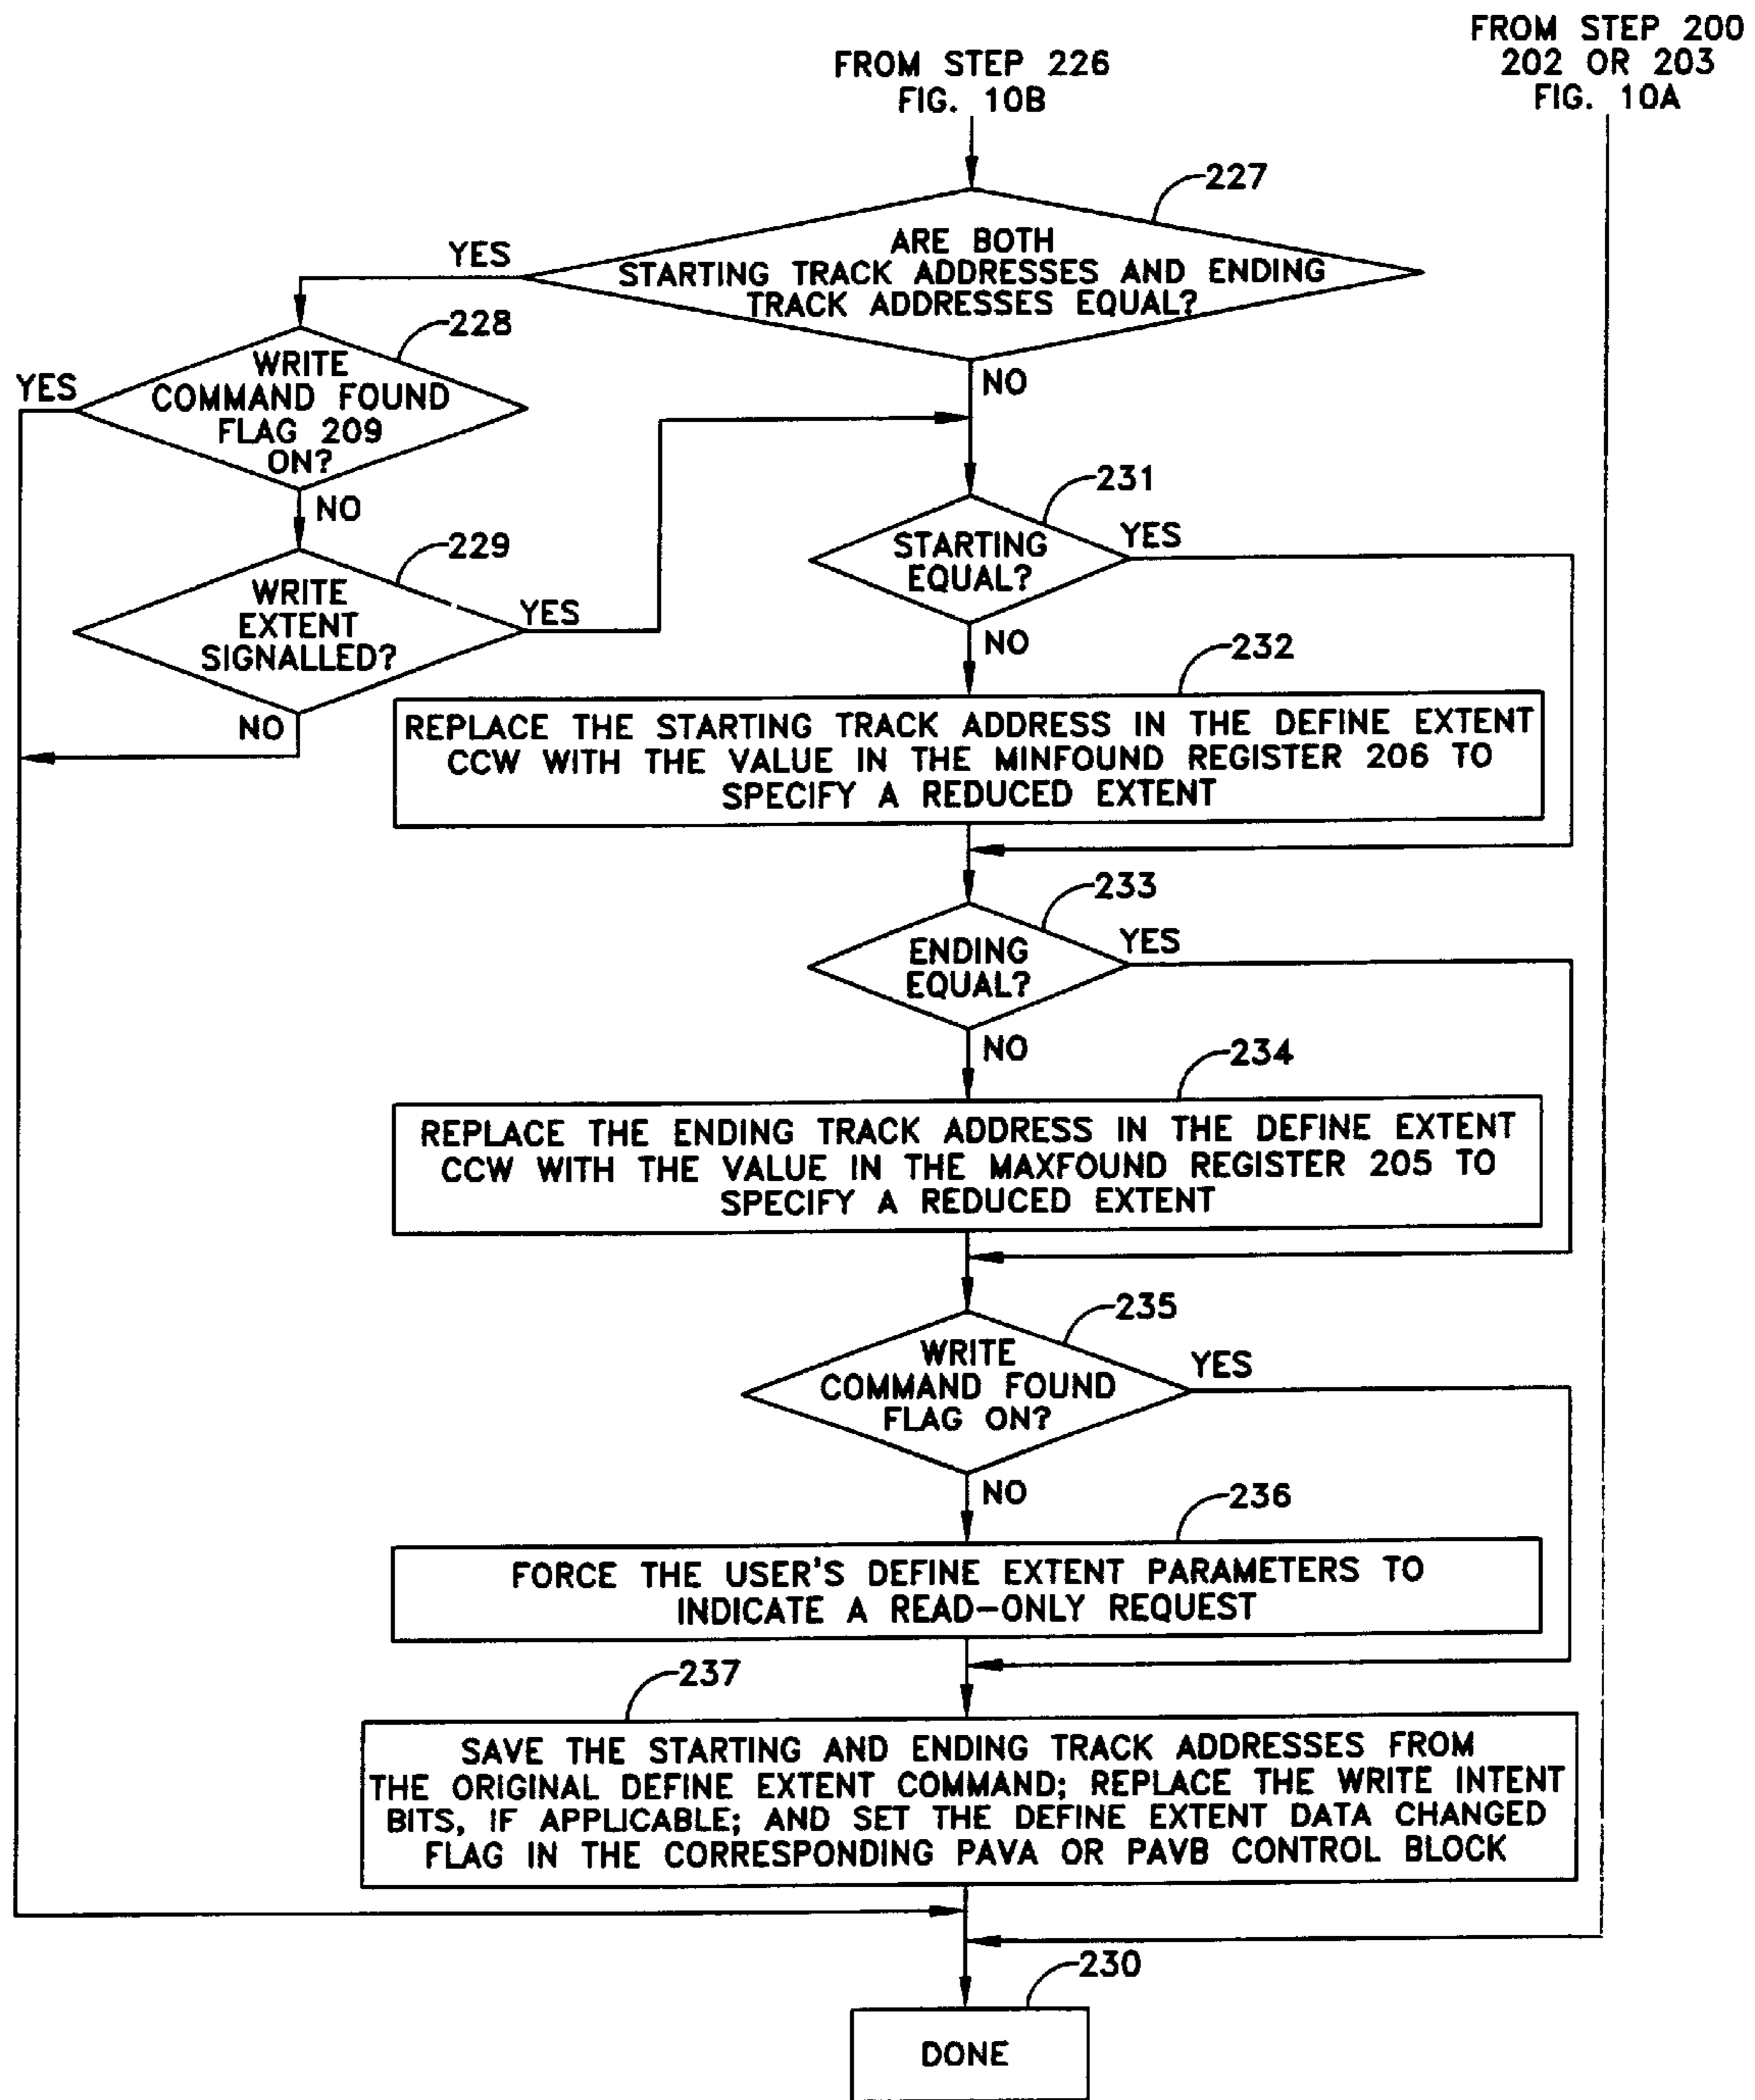 FROM STEP 200
202 OR 203
FIG. 10A
FROM STEP 226
FIG. 10B
227
ARE BOTH
STARTING TRACK ADDRESSES AND ENDING
TRACK ADDRESSES EQUAL?
YES
NO
228
WRITE
COMMAND FOUND
FLAG 209
ON?
YES
NO
229
WRITE
EXTENT
SIGNALLED?
YES
NO
231
STARTING
EQUAL?
YES
NO
232
REPLACE THE STARTING TRACK ADDRESS IN THE DEFINE EXTENT
CCW WITH THE VALUE IN THE MINFOUND REGISTER 206 TO
SPECIFY A REDUCED EXTENT
233
ENDING
EQUAL?
YES
NO
234
REPLACE THE ENDING TRACK ADDRESS IN THE DEFINE EXTENT
CCW WITH THE VALUE IN THE MAXFOUND REGISTER 205 TO
SPECIFY A REDUCED EXTENT
235
WRITE
COMMAND FOUND
FLAG ON?
YES
NO
236
FORCE THE USER'S DEFINE EXTENT PARAMETERS TO
INDICATE A READ-ONLY REQUEST
237
SAVE THE STARTING AND ENDING TRACK ADDRESSES FROM
THE ORIGINAL DEFINE EXTENT COMMAND; REPLACE THE WRITE INTENT
BITS, IF APPLICABLE; AND SET THE DEFINE EXTENT DATA CHANGED
FLAG IN THE CORRESPONDING PAVA OR PAVB CONTROL BLOCK
230
DONE